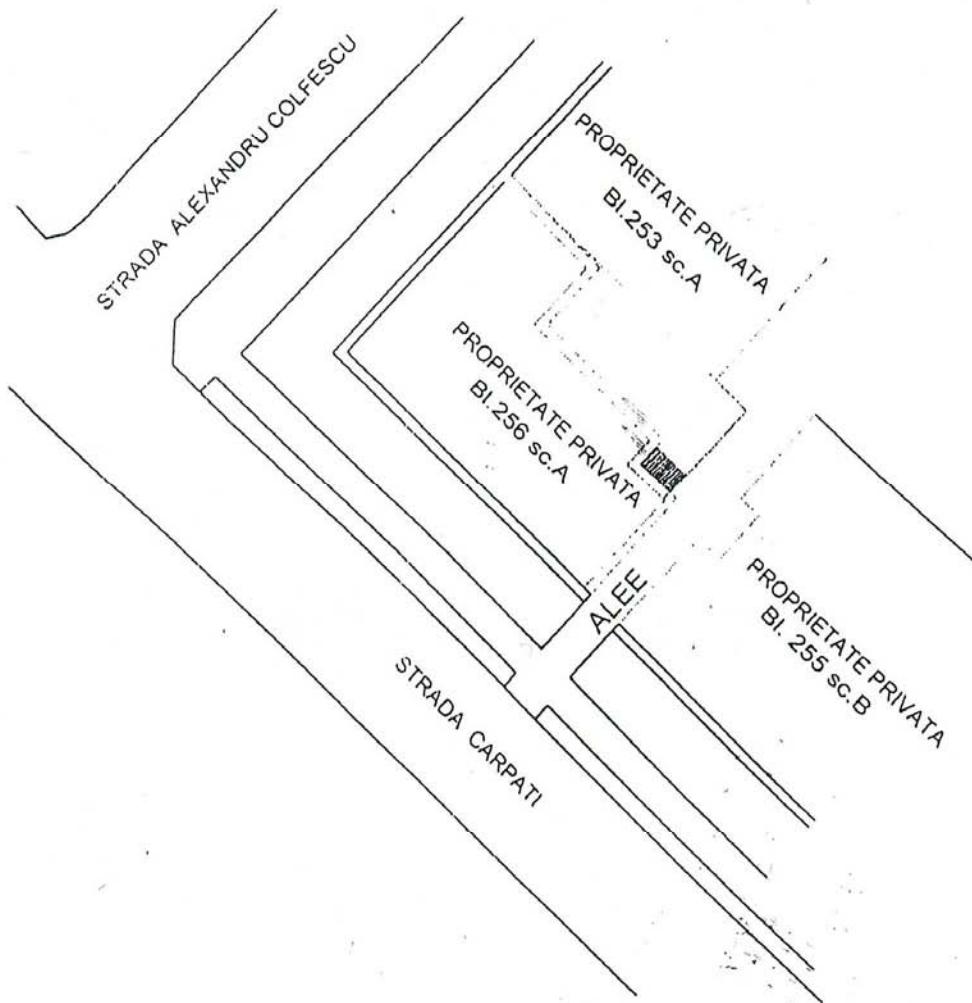 STRADA ALEXANDRU COLFESCU
PROPRIETATE PRIVATA
Bl.253 sc.A
PROPRIETATE PRIVATA
Bl.256 sc.A
ALEE
PROPRIETATE PRIVATA
Bl. 255 sc.B
STRADA CARPATI